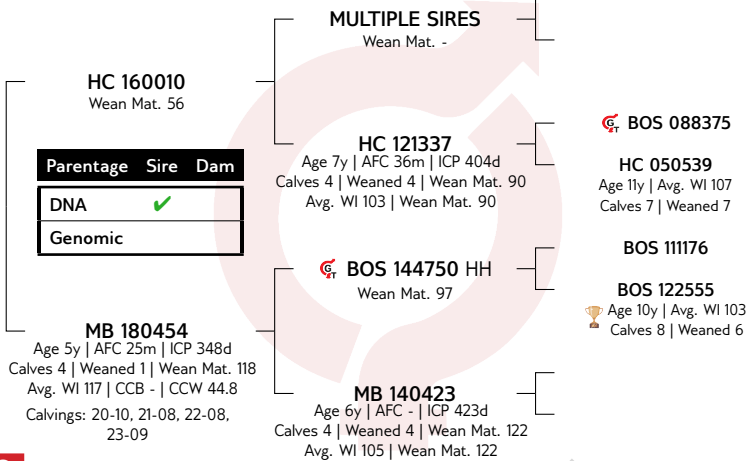 MULTIPLE SIRES
Wean Mat. -
HC 160010
Wean Mat. 56
HC 121337
Age 7y | AFC 36m | ICP 404d
Calves 4 | Weaned 4 | Wean Mat. 90
Avg. WI 103 | Wean Mat. 90
GT BOS 088375
HC 050539
Age 11y | Avg. WI 107
Calves 7 | Weaned 7
Parentage Sire Dam
DNA ✔
Genomic
GT BOS 144750 HH
Wean Mat. 97
BOS 111176
BOS 122555
Age 10y | Avg. WI 103
Calves 8 | Weaned 6
MB 180454
Age 5y | AFC 25m | ICP 348d
Calves 4 | Weaned 1 | Wean Mat. 118
Avg. WI 117 | CCB - | CCW 44.8
Calvings: 20-10, 21-08, 22-08,
23-09
MB 140423
Age 6y | AFC - | ICP 423d
Calves 4 | Weaned 4 | Wean Mat. 122
Avg. WI 105 | Wean Mat. 122